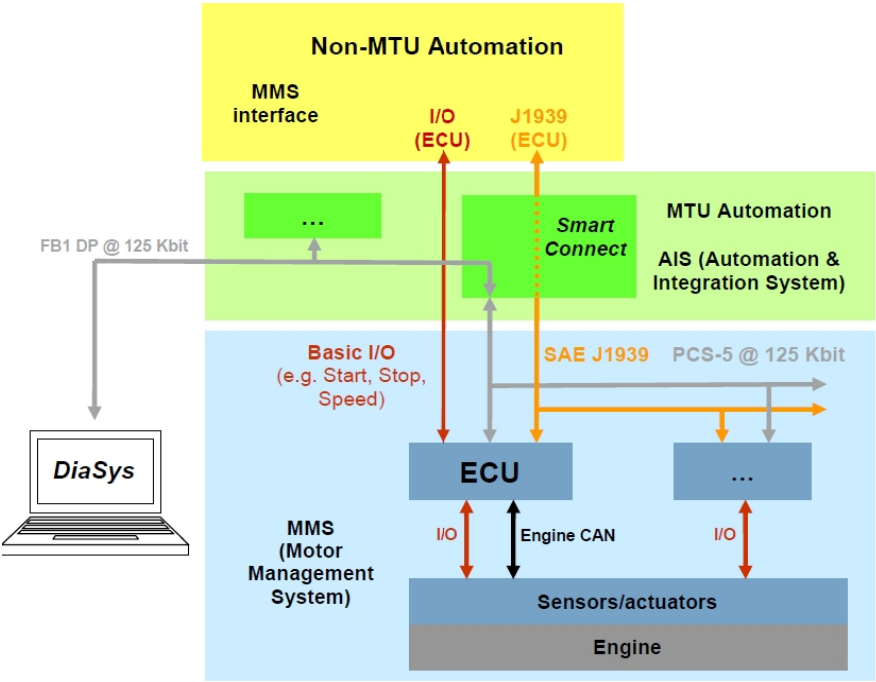 Non-MTU Automation
MMS
interface
I/O
(ECU)
J1939
(ECU)
...
Smart
Connect
MTU Automation
AIS (Automation &
Integration System)
FB1 DP @ 125 Kbit
Basic I/O
(e.g. Start, Stop,
Speed)
SAE J1939
PCS-5 @ 125 Kbit
DiaSys
ECU
...
MMS
(Motor
Management
System)
I/O
Engine CAN
I/O
Sensors/actuators
Engine